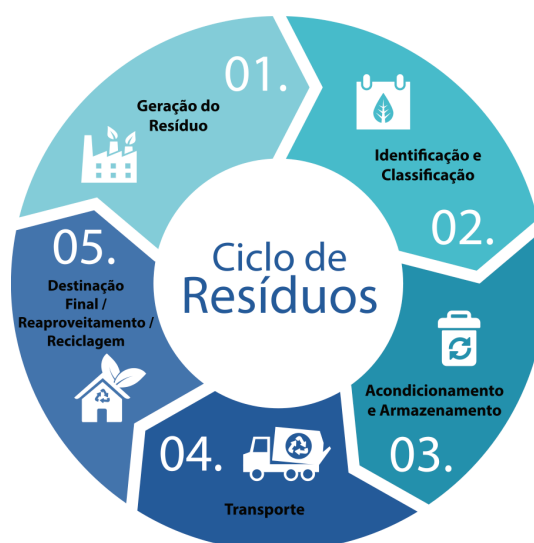 01.
Geração do
Resíduo
Identificação e
Classificação
02.
Acondicionamento
e Armazenamento
03.
04.
Transporte
05.
Destinação
Final /
Reaproveitamento /
Reciclagem
Ciclo de
Resíduos